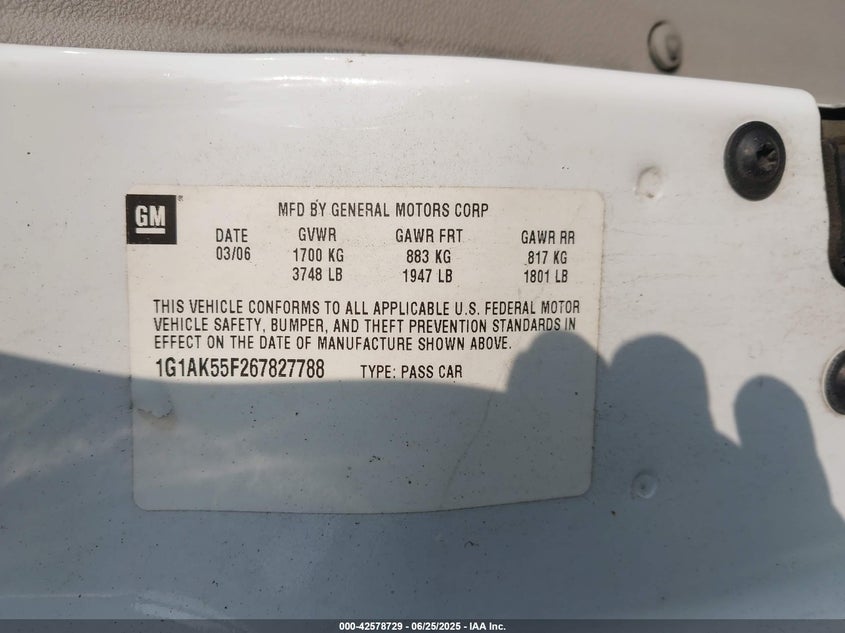 GM®
MFD BY GENERAL MOTORS CORP
DATE GVWR GAWR FRT GAWR RR
03/06 1700 KG 883 KG 817 KG
3748 LB 1947 LB 1801 LB
THIS VEHICLE CONFORMS TO ALL APPLICABLE U.S. FEDERAL MOTOR
VEHICLE SAFETY, BUMPER, AND THEFT PREVENTION STANDARDS IN
EFFECT ON THE DATE OF MANUFACTURE SHOWN ABOVE.
1G1AK55F267827788 TYPE: PASS CAR
000-42578729 - 06/25/2025 - IAA Inc.